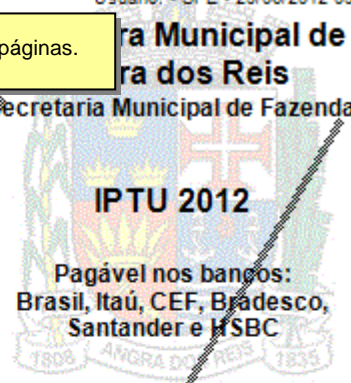 páginas.
ra Municipal de
ra dos Reis
ecretaria Municipal de Fazenda
IPTU 2012
Pagável nos bancos:
Brasil, Itaú, CEF, Bradesco,
Santander e HSBC
1808 ANGRA DOS REIS 1835